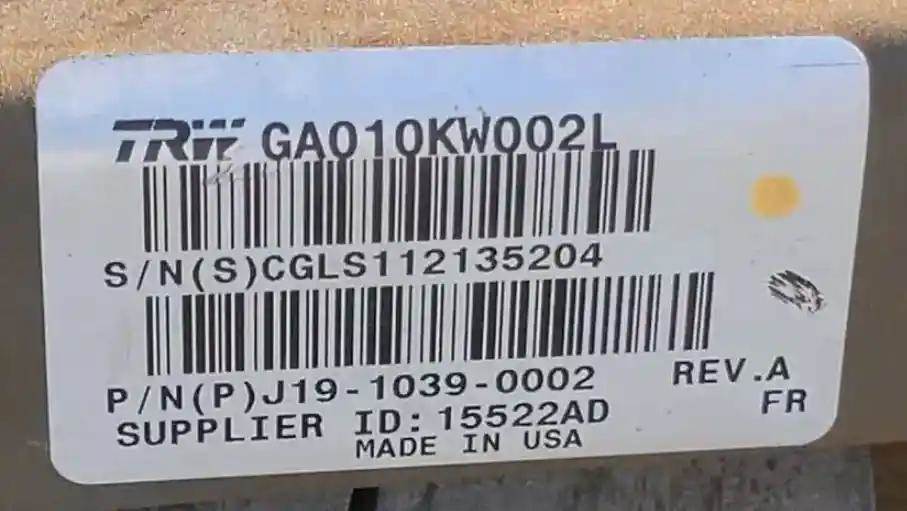 TRW GA010KW002L
S/N(S)CGLS112135204
P/N(P)J19-1039-0002 REV.A
SUPPLIER ID:15522AD FR
MADE IN USA